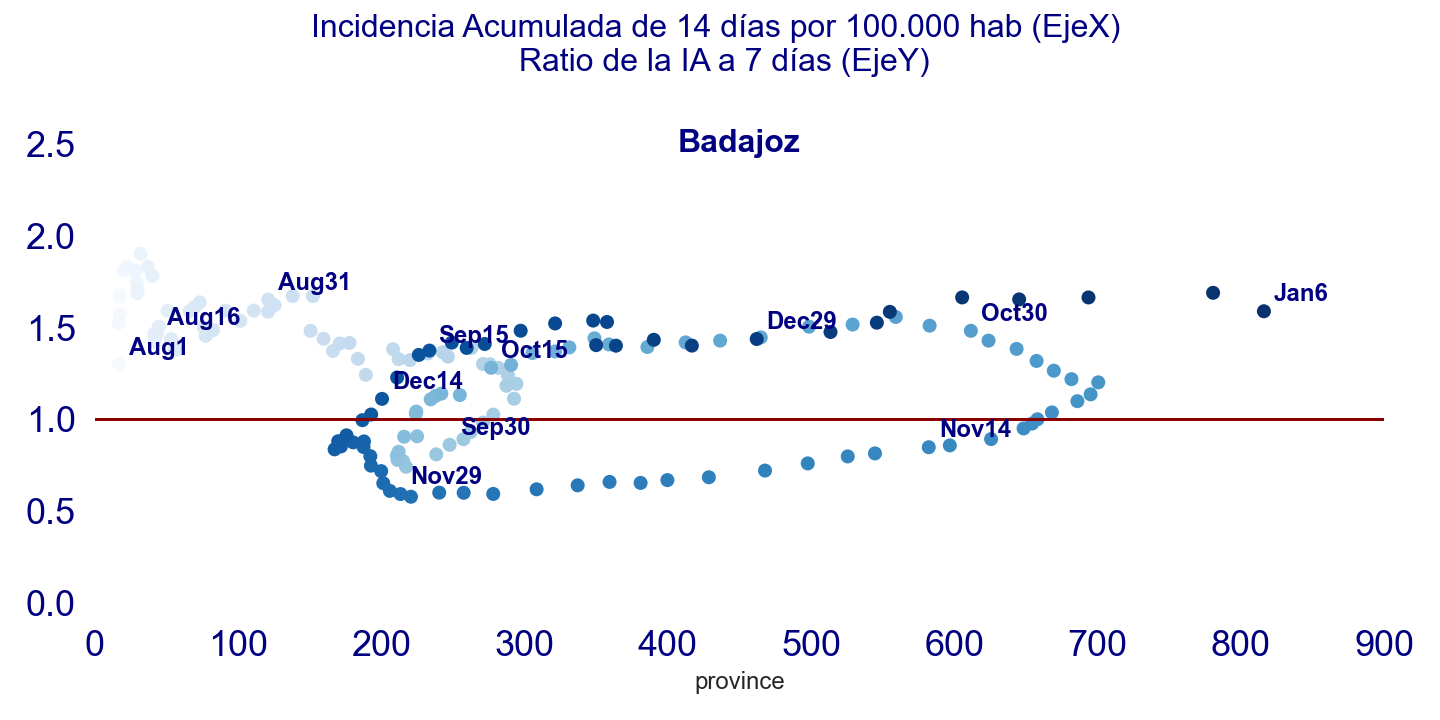 Incidencia Acumulada de 14 días por 100.000 hab (EjeX)
Ratio de la IA a 7 días (EjeY)
Badajoz
2.5
2.0
1.5
1.0
0.5
0.0
Aug31
Aug16
Aug1
Sep15
Oct15
Dec29
Oct30
Jan6
Dec14
Sep30
Nov14
Nov29
0 100 200 300 400 500 600 700 800 900
province